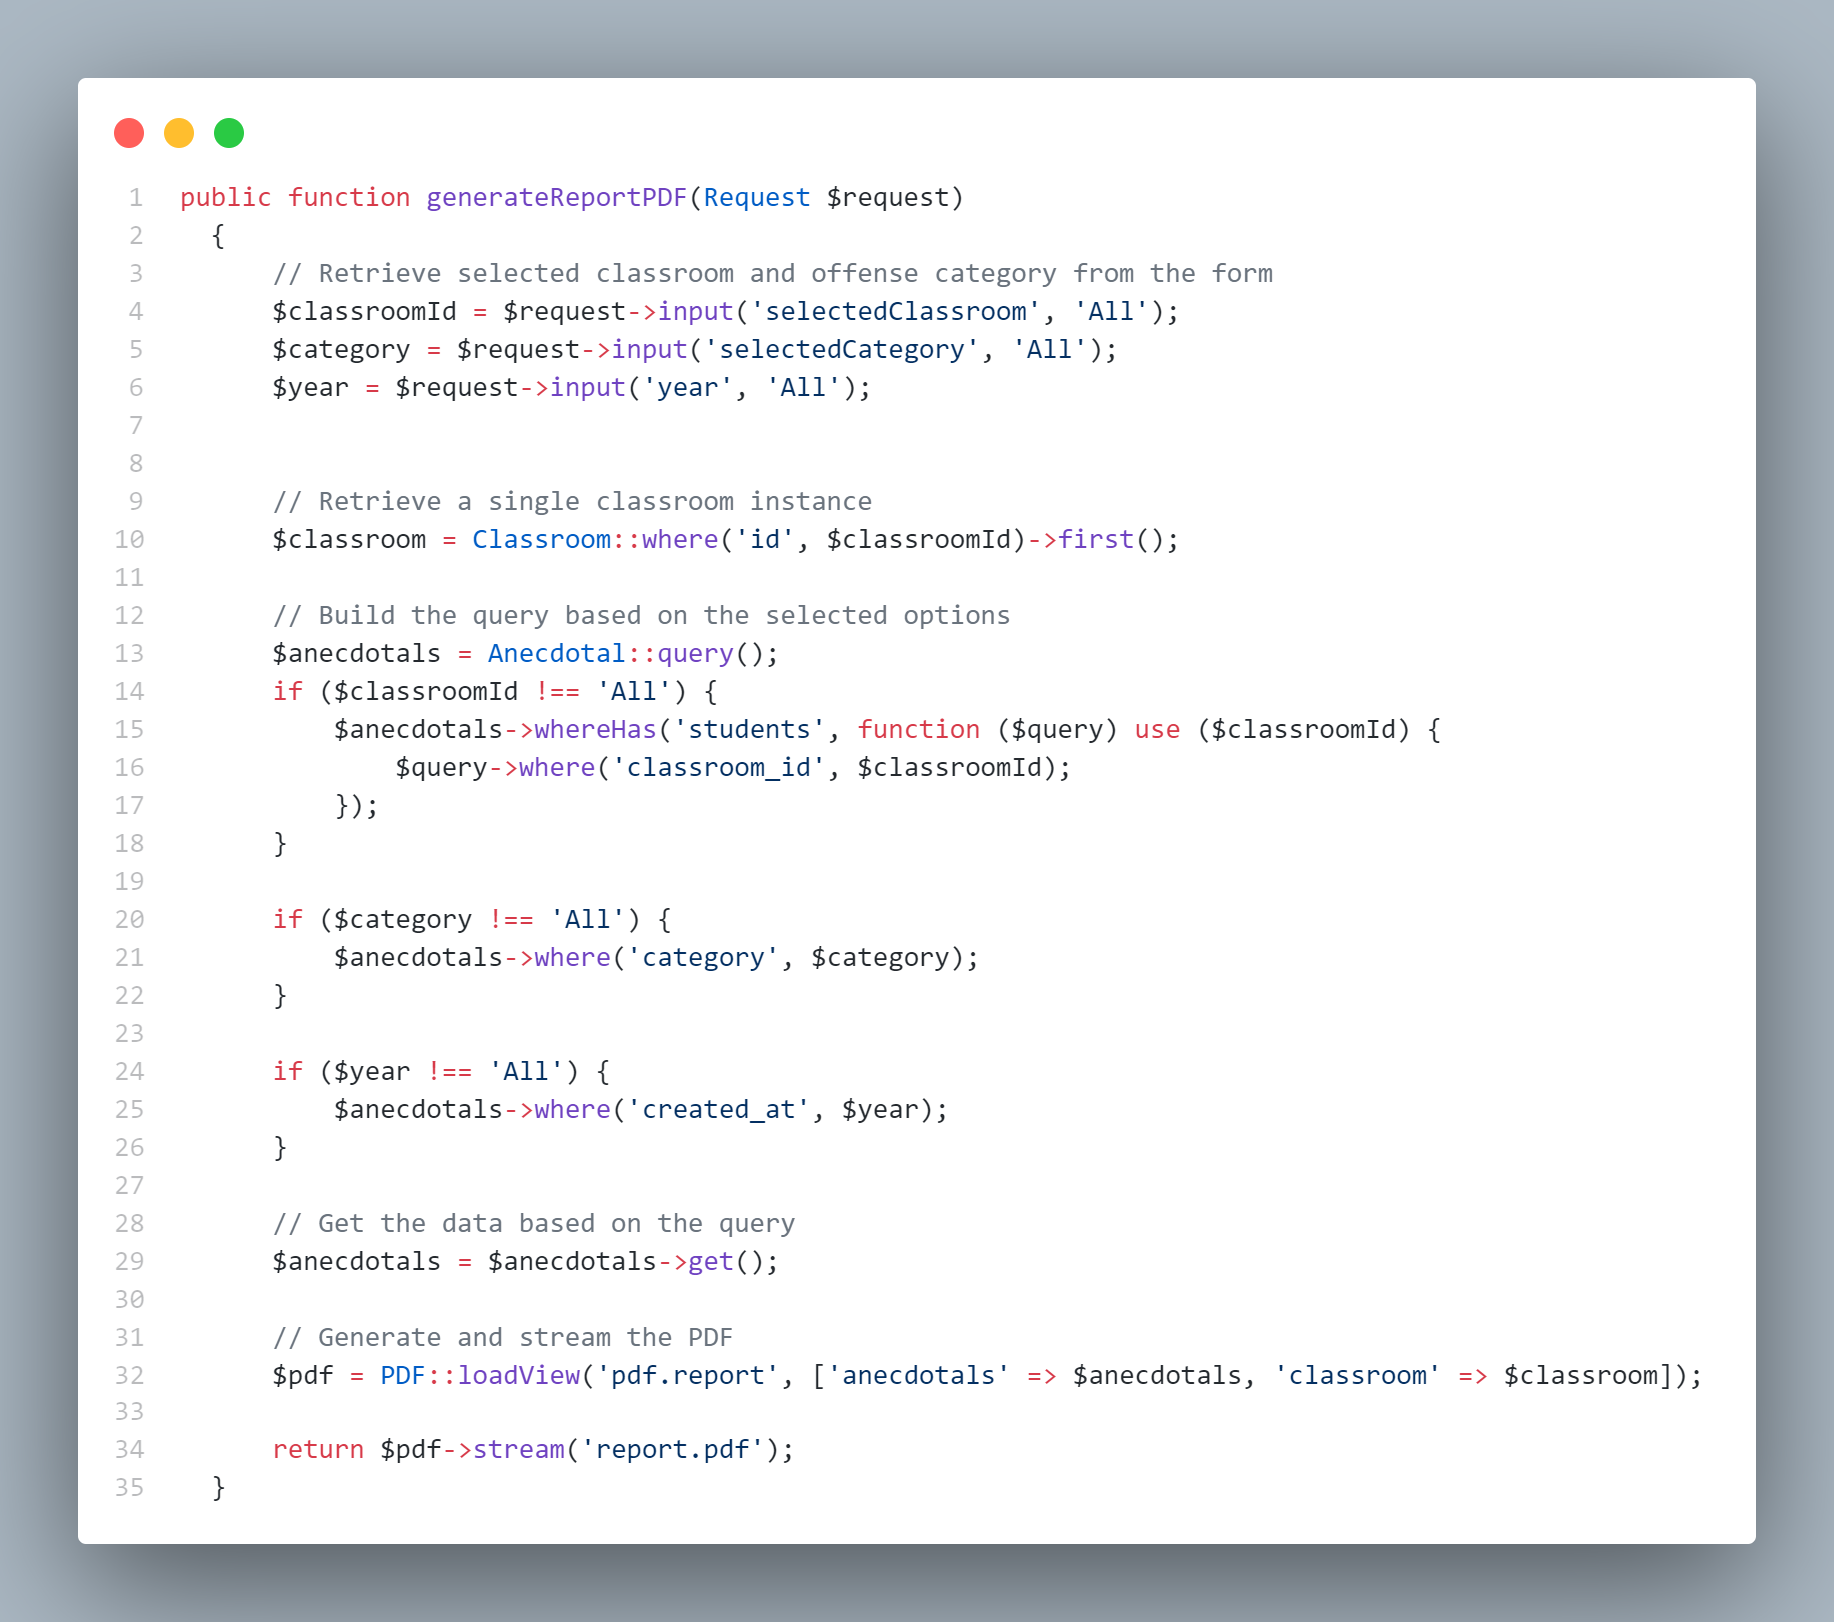 1 public function generateReportPDF(Request $request)
2   {
3       // Retrieve selected classroom and offense category from the form
4       $classroomId = $request->input('selectedClassroom', 'All');
5       $category = $request->input('selectedCategory', 'All');
6       $year = $request->input('year', 'All');
7
8
9       // Retrieve a single classroom instance
10       $classroom = Classroom::where('id', $classroomId)->first();
11
12       // Build the query based on the selected options
13       $anecdotals = Anecdotal::query();
14       if ($classroomId !== 'All') {
15           $anecdotals->whereHas('students', function ($query) use ($classroomId) {
16               $query->where('classroom_id', $classroomId);
17           });
18       }
19
20       if ($category !== 'All') {
21           $anecdotals->where('category', $category);
22       }
23
24       if ($year !== 'All') {
25           $anecdotals->where('created_at', $year);
26       }
27
28       // Get the data based on the query
29       $anecdotals = $anecdotals->get();
30
31       // Generate and stream the PDF
32       $pdf = PDF::loadView('pdf.report', ['anecdotals' => $anecdotals, 'classroom' => $classroom]);
33
34       return $pdf->stream('report.pdf');
35   }